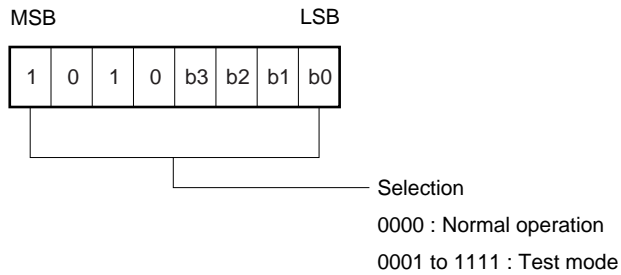 MSB LSB
1 0 1 0 b3 b2 b1 b0
Selection
0000 : Normal operation
0001 to 1111 : Test mode